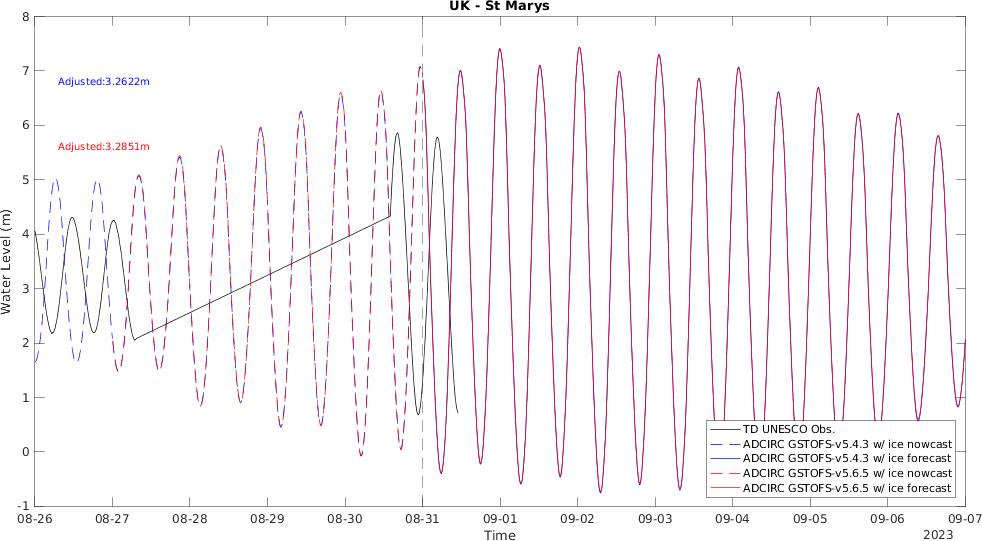 UK - St Marys
8
7
6
5
4
3
2
1
0
-1
Water Level (m)
Adjusted:3.2622m
Adjusted:3.2851m
TD UNESCO Obs.
ADCIRC GSTOFS-v5.4.3 w/ ice nowcast
ADCIRC GSTOFS-v5.4.3 w/ ice forecast
ADCIRC GSTOFS-v5.6.5 w/ ice nowcast
ADCIRC GSTOFS-v5.6.5 w/ ice forecast
08-26 08-27 08-28 08-29 08-30 08-31 09-01 09-02 09-03 09-04 09-05 09-06 09-07
Time
2023